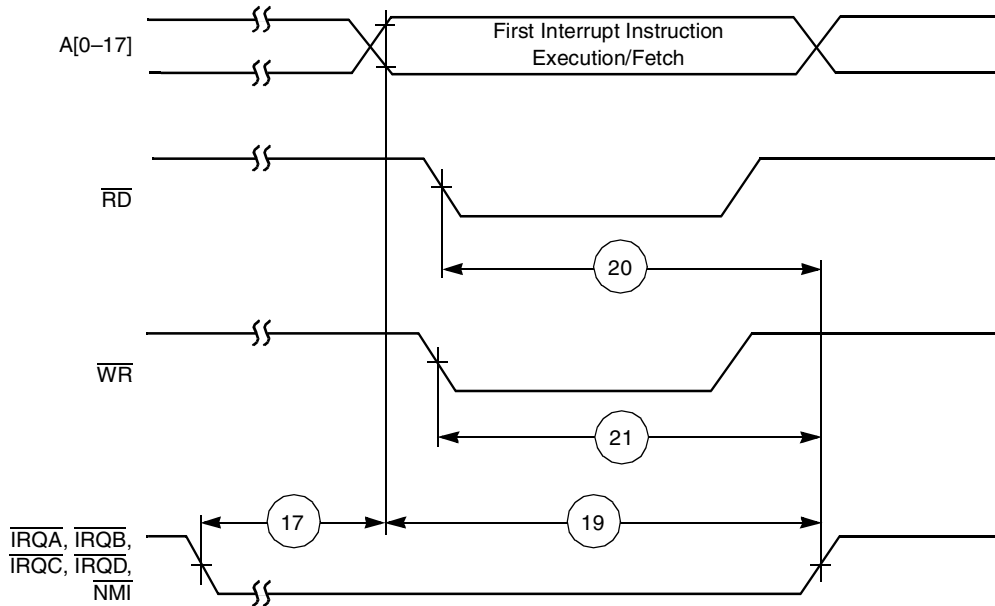 A[0–17]
First Interrupt Instruction
Execution/Fetch
RD
20
WR
21
17
19
IRQA, IRQB,
IRQC, IRQD,
NMI